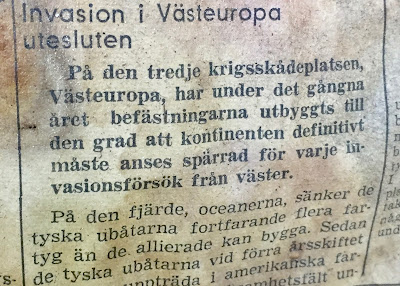 Invasion i Västeuropa
utesluten
På den tredje krigsskådeplatsen,
Västeuropa, har under det gångna
året befästningarna utbyggts till
den grad att kontinenten definitivt
måste anses spärrad för varje in-
vasionsförsök från väster.
På den fjärde, oceanerna, sänker de
tyska ubåtarna fortfarande flera far-
tyg än de allierade kan bygga. Sedan
de tyska ubåtarna vid förra årsskiftet
uppträda i amerikanska far-